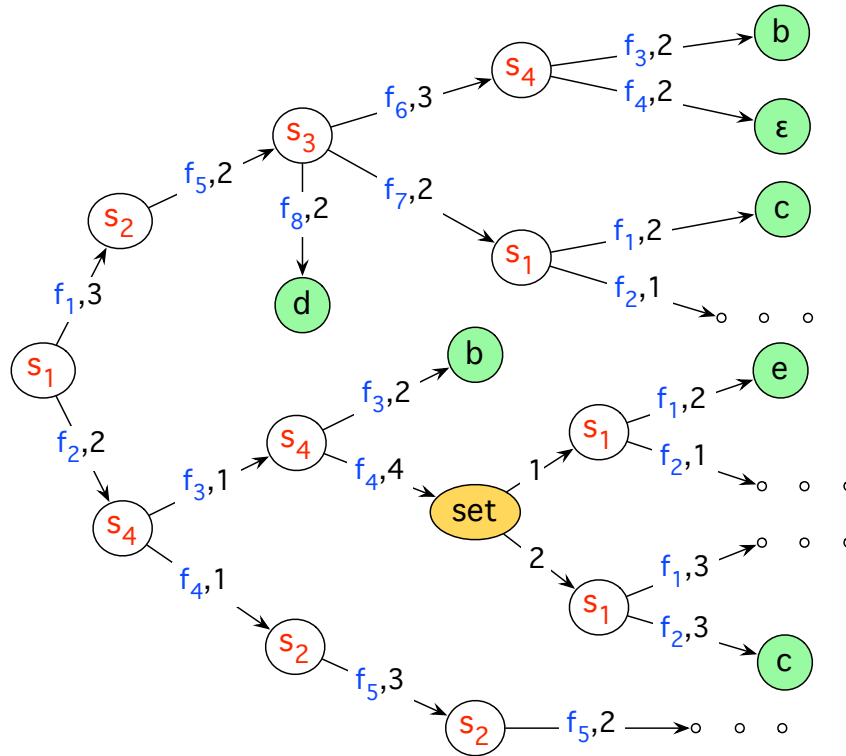 b
f3,2
s4
f6,3
f4,2
ε
s3
f5,2
f7,2
c
f8,2
f1,2
s2
s1
f2,1
f1,3
d
b
e
s1
f3,2
f1,2
s1
f2,2
s4
f2,1
f3,1
f4,4
1
set
s4
2
f1,3
f4,1
s1
f2,3
s2
c
f5,3
s2
f5,2